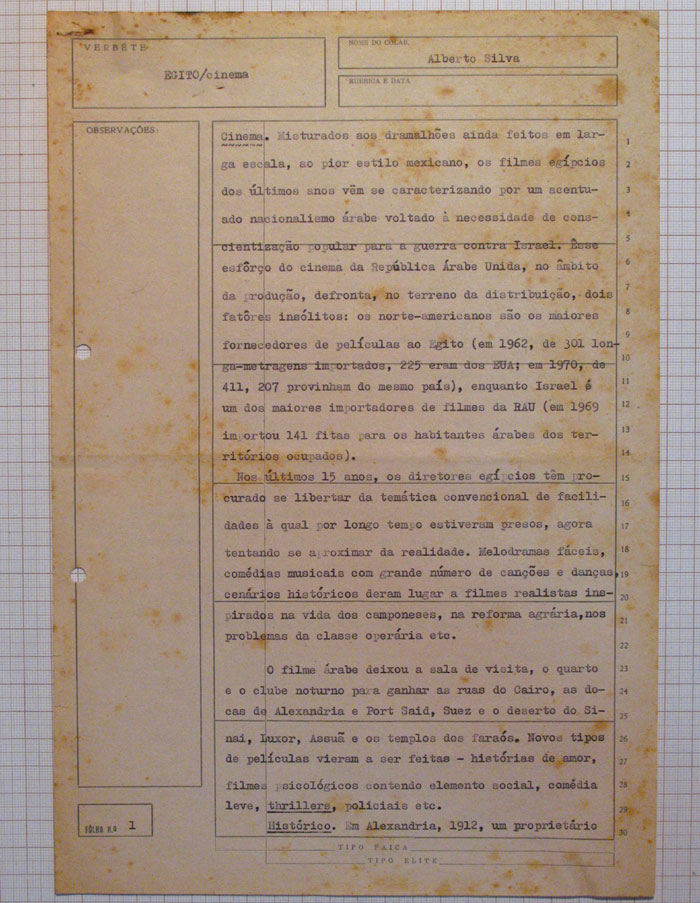 VERBÊTE
EGITO/cinema
NOME DO COLAB.
Alberto Silva
RUBRICA E DATA
OBSERVAÇÕES:
Cinema. Misturados aos dramalhões ainda feitos em lar-
ga escala, ao pior estilo mexicano, os filmes egípcios
dos últimos anos vêm se caracterizando por um acentu-
ado nacionalismo árabe voltado à necessidade de cons-
cientização popular para a guerra contra Israel. Êsse
esfôrço do cinema da República Árabe Unida, no âmbito
da produção, defronta, no terreno da distribuição, dois
fatôres insólitos: os norte-americanos são os maiores
fornecedores de películas ao Egito (em 1962, de 301 lon-
ga-metragens importados, 225 eram dos EUA; em 1970, de
411, 207 provinham do mesmo país), enquanto Israel é
um dos maiores importadores de filmes da RAU (em 1969
importou 141 fitas para os habitantes árabes dos ter-
ritórios ocupados).
Nos últimos 15 anos, os diretores egípcios têm pro-
curado se libertar da temática convencional de facili-
dades à qual por longo tempo estiveram presos, agora
tentando se aproximar da realidade. Melodramas fáceis,
comédias musicais com grande número de canções e danças,
cenários históricos deram lugar a filmes realistas ins-
pirados na vida dos camponeses, na reforma agrária,nos
problemas da classe operária etc.
O filme árabe deixou a sala de visita, o quarto
e o clube noturno para ganhar as ruas do Cairo, as do-
cas de Alexandria e Port Said, Suez e o deserto do Si-
nai, Luxor, Assuã e os templos dos faraós. Novos tipos
de películas vieram a ser feitas - histórias de amor,
filmes psicológicos contendo elemento social, comédia
leve, thrillers, policiais etc.
Histórico. Em Alexandria, 1912, um proprietário
1
2
3
4
5
6
7
8
9
10
11
12
13
14
15
16
17
18
19
20
21
22
23
24
25
26
27
28
29
30
FÔLHA N.º 1
TIPO PAICA
TIPO ELITE